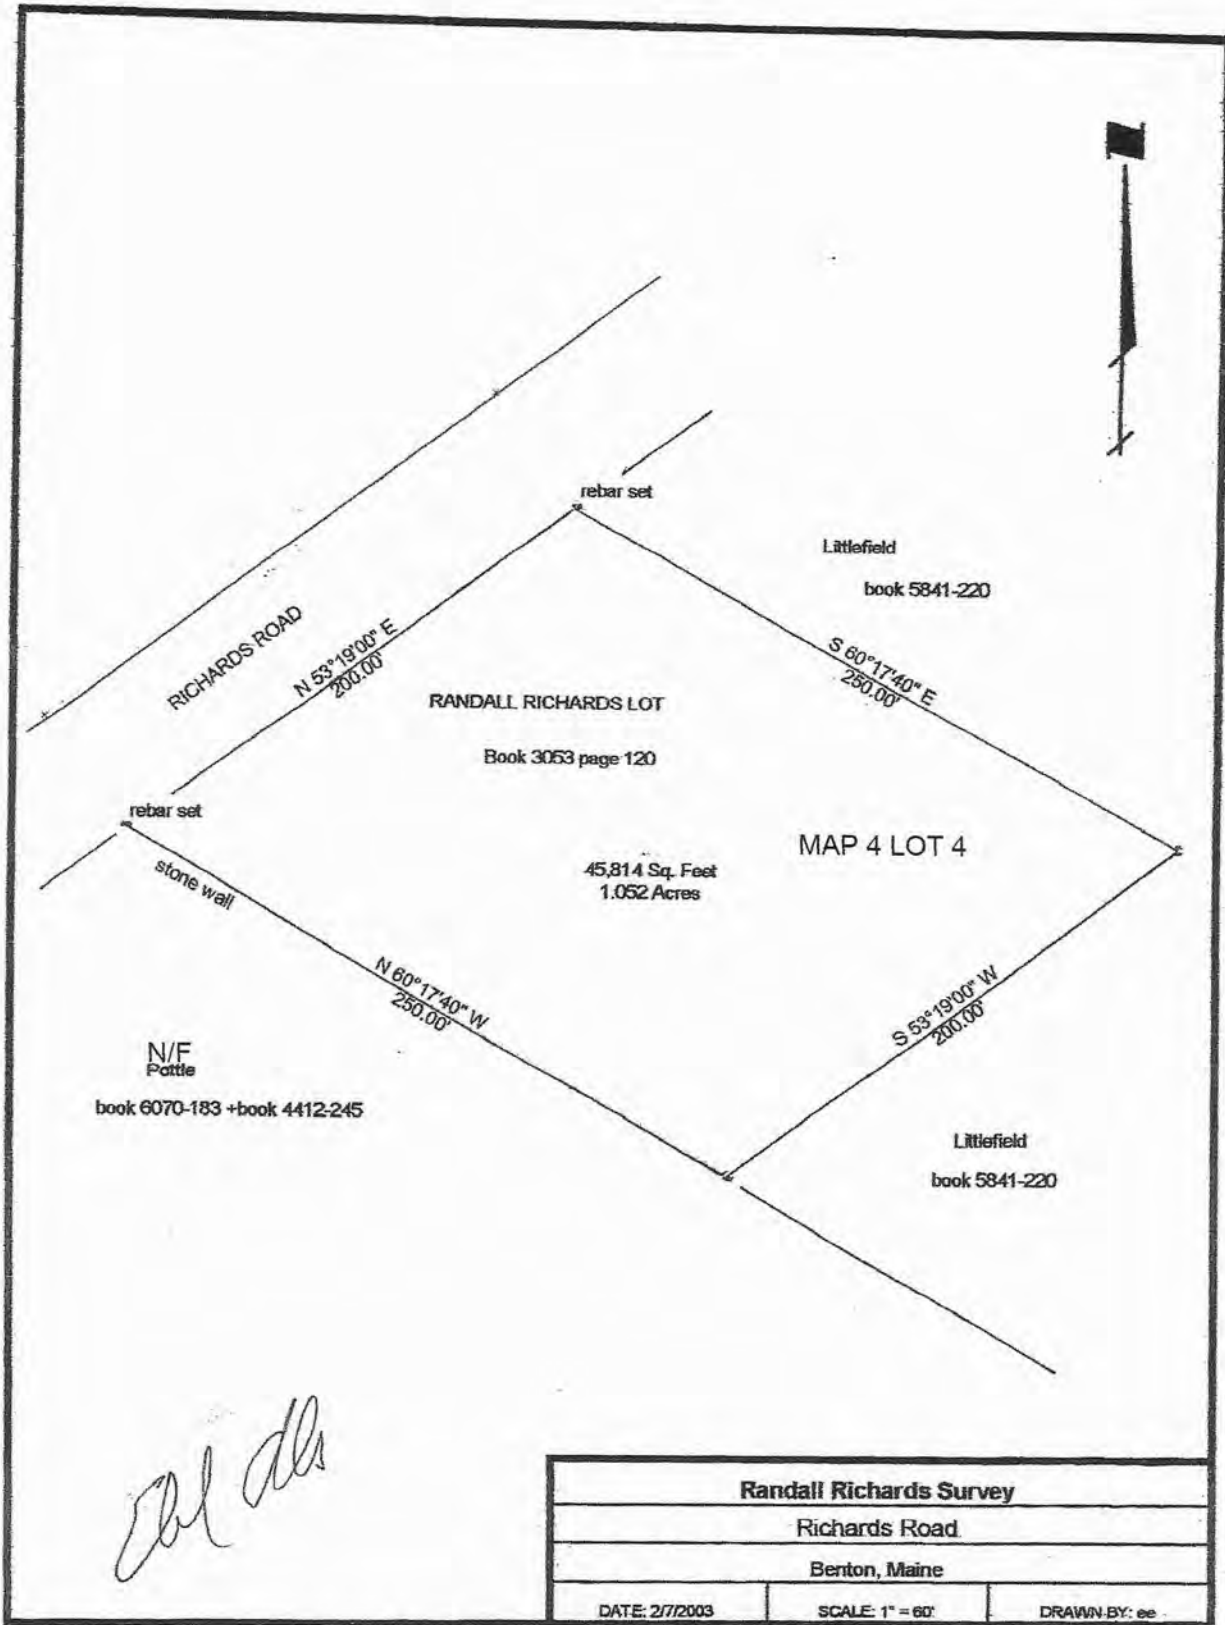 rebar set
Littlefield
book 5841-220
RICHARDS ROAD
N 53°19'00" E
200.00'
S 60°17'40" E
250.00'
RANDALL RICHARDS LOT
Book 3053 page 120
rebar set
stone wall
MAP 4 LOT 4
45,814 Sq. Feet
1.052 Acres
N 60°17'40" W
250.00'
S 53°19'00" W
200.00'
N/F
Pottle
book 6070-183 +book 4412-245
Littlefield
book 5841-220
Randall Richards Survey
Richards Road
Benton, Maine
DATE: 2/7/2003
SCALE: 1" = 60'
DRAWN BY: ee